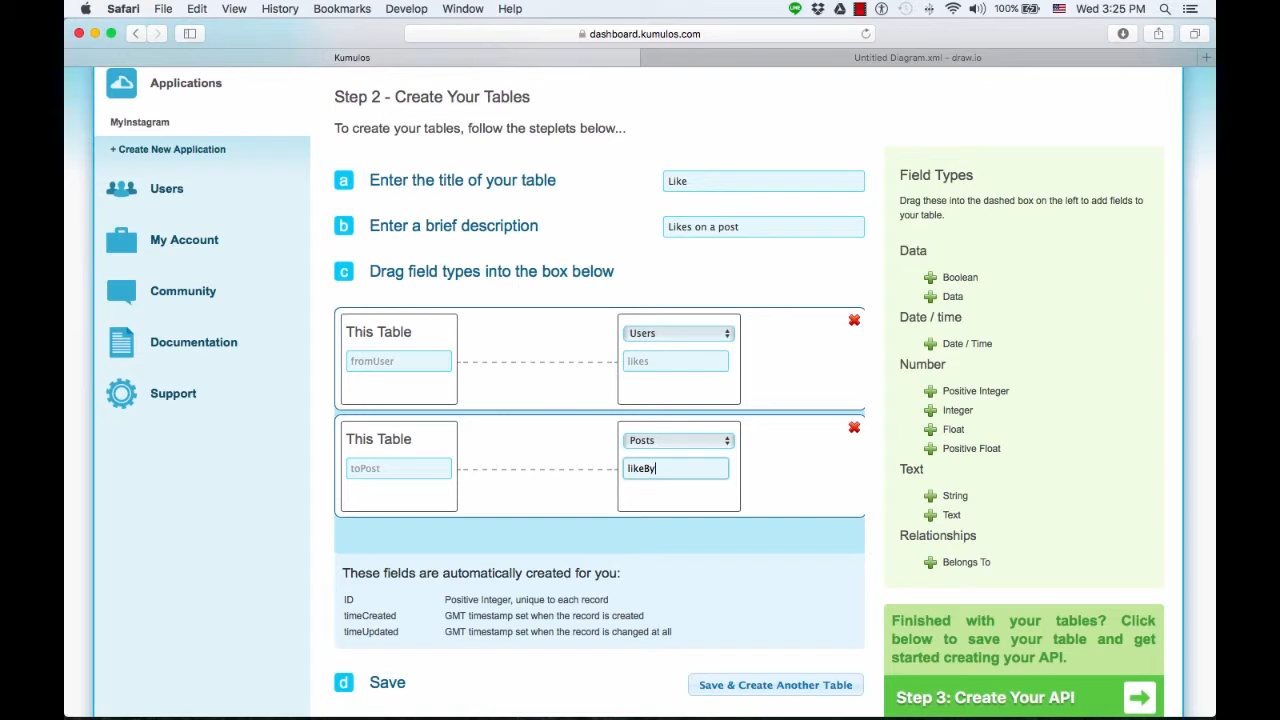 Safari File Edit View History Bookmarks Develop Window Help 100% Wed 3:25 PM
dashboard.kumulos.com
Kumulos Untitled Diagram.xml - draw.io
Applications
MyInstagram
+ Create New Application
Users
My Account
Community
Documentation
Support
Step 2 - Create Your Tables
To create your tables, follow the steplets below...
a Enter the title of your table Like
b Enter a brief description Likes on a post
c Drag field types into the box below
This Table Users
fromUser likes
This Table Posts
toPost likeBy
These fields are automatically created for you:
ID Positive Integer, unique to each record
timeCreated GMT timestamp set when the record is created
timeUpdated GMT timestamp set when the record is changed at all
d Save Save & Create Another Table
Field Types
Drag these into the dashed box on the left to add fields to
your table.
Data
Boolean
Data
Date / time
Date / Time
Number
Positive Integer
Integer
Float
Positive Float
Text
String
Text
Relationships
Belongs To
Finished with your tables? Click
below to save your table and get
started creating your API.
Step 3: Create Your API